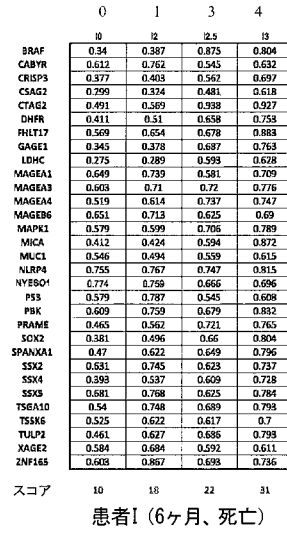 0 1 3 4
I0 I2 I2.5 I3
BRAF 0.34 0.387 0.875 0.804
CABYR 0.612 0.762 0.545 0.632
CRISP3 0.377 0.403 0.562 0.697
CSAG2 0.299 0.324 0.481 0.618
CTAG2 0.491 0.569 0.938 0.927
DHFR 0.411 0.51 0.658 0.753
FHLT17 0.569 0.654 0.678 0.883
GAGE1 0.345 0.378 0.687 0.763
LDHC 0.275 0.289 0.593 0.628
MAGEA1 0.649 0.739 0.581 0.709
MAGEA3 0.603 0.71 0.72 0.776
MAGEA4 0.519 0.614 0.737 0.747
MAGEB6 0.651 0.713 0.625 0.69
MAPK1 0.579 0.599 0.706 0.789
MICA 0.412 0.424 0.594 0.872
MUC1 0.546 0.494 0.559 0.615
NLRP4 0.755 0.767 0.747 0.815
NYESO1 0.774 0.759 0.666 0.696
P53 0.579 0.787 0.545 0.608
PBK 0.609 0.759 0.679 0.832
PRAME 0.465 0.562 0.721 0.765
SOX2 0.381 0.496 0.66 0.804
SPANXA1 0.47 0.622 0.649 0.796
SSX2 0.631 0.745 0.623 0.737
SSX4 0.393 0.537 0.609 0.728
SSX5 0.681 0.768 0.625 0.784
TSGA10 0.54 0.748 0.689 0.793
TSSK6 0.525 0.622 0.617 0.7
TULP2 0.461 0.627 0.686 0.793
XAGE2 0.584 0.684 0.592 0.611
ZNF165 0.603 0.867 0.693 0.736
スコア 10 18 22 31
患者I (6ヶ月、死亡)